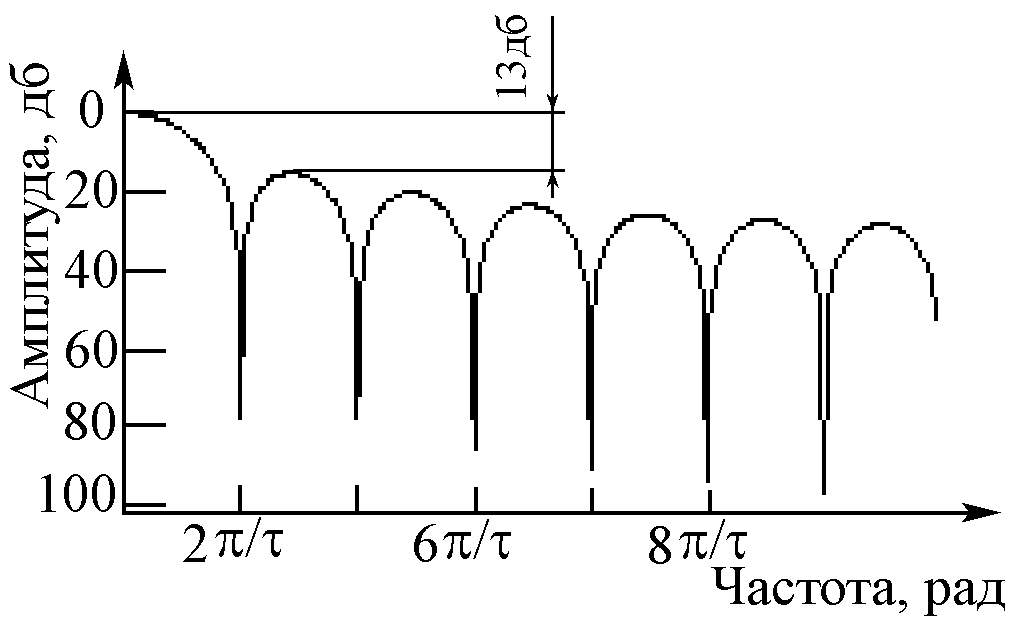 13дб
Амплитуда, дб
0
20
40
60
80
100
2π/τ
6π/τ
8π/τ
Частота, рад